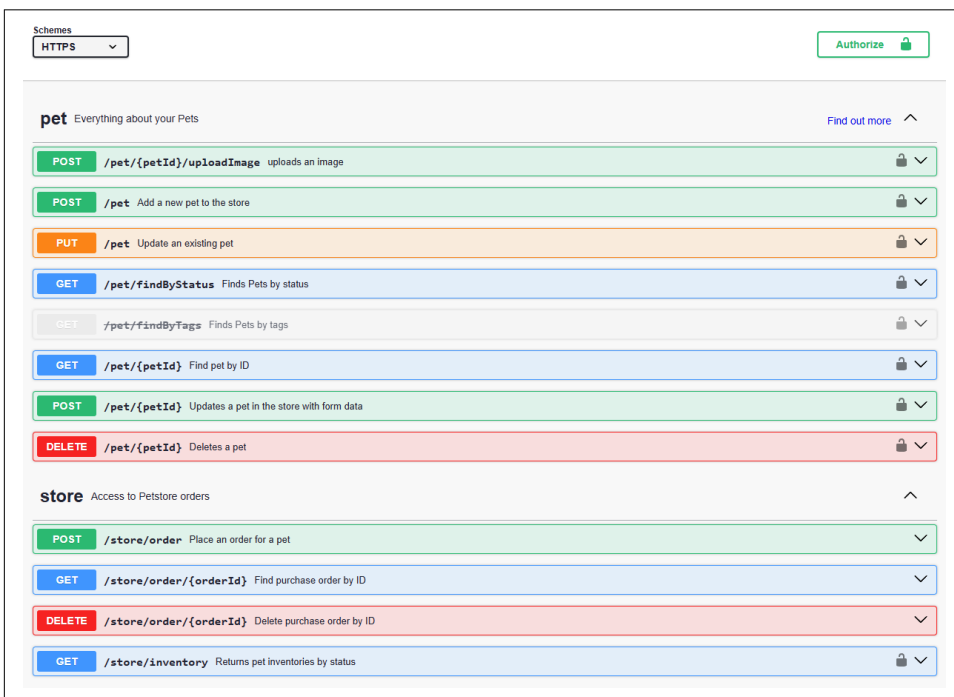 Schemes
HTTPS
Authorize
pet Everything about your Pets Find out more
POST /pet/{petId}/uploadImage uploads an image
POST /pet Add a new pet to the store
PUT /pet Update an existing pet
GET /pet/findByStatus Finds Pets by status
GET /pet/findByTags Finds Pets by tags
GET /pet/{petId} Find pet by ID
POST /pet/{petId} Updates a pet in the store with form data
DELETE /pet/{petId} Deletes a pet
store Access to Petstore orders
POST /store/order Place an order for a pet
GET /store/order/{orderId} Find purchase order by ID
DELETE /store/order/{orderId} Delete purchase order by ID
GET /store/inventory Returns pet inventories by status